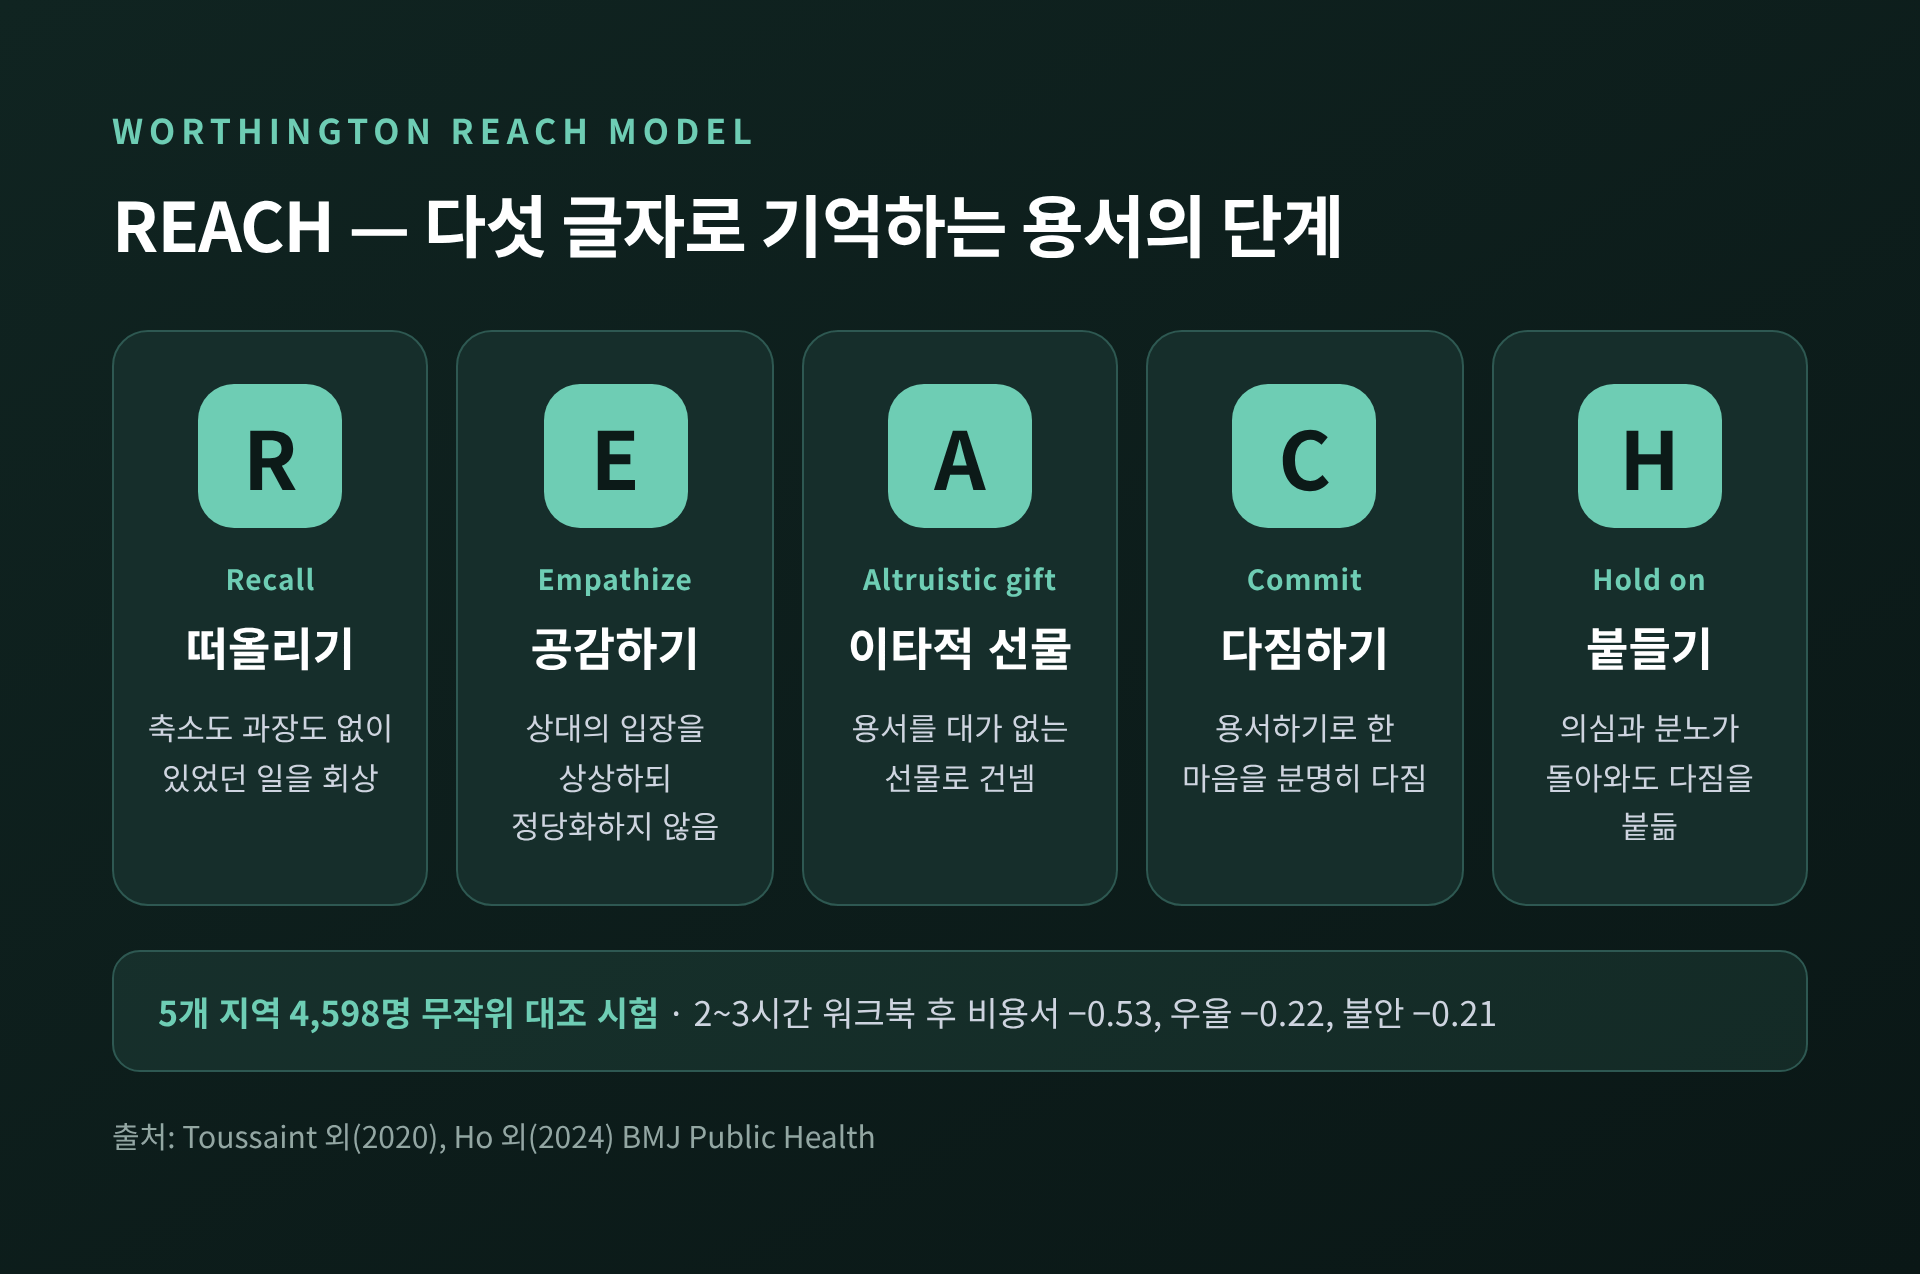 WORTHINGTON REACH MODEL
REACH — 다섯 글자로 기억하는 용서의 단계
R
Recall
떠올리기
축소도 과장도 없이
있었던 일을 회상
E
Empathize
공감하기
상대의 입장을
상상하되
정당화하지 않음
A
Altruistic gift
이타적 선물
용서를 대가 없는
선물로 건넴
C
Commit
다짐하기
용서하기로 한
마음을 분명히 다짐
H
Hold on
붙들기
의심과 분노가
돌아와도 다짐을
붙듦
5개 지역 4,598명 무작위 대조 시험 · 2~3시간 워크북 후 비용서 −0.53, 우울 −0.22, 불안 −0.21
출처: Toussaint 외(2020), Ho 외(2024) BMJ Public Health